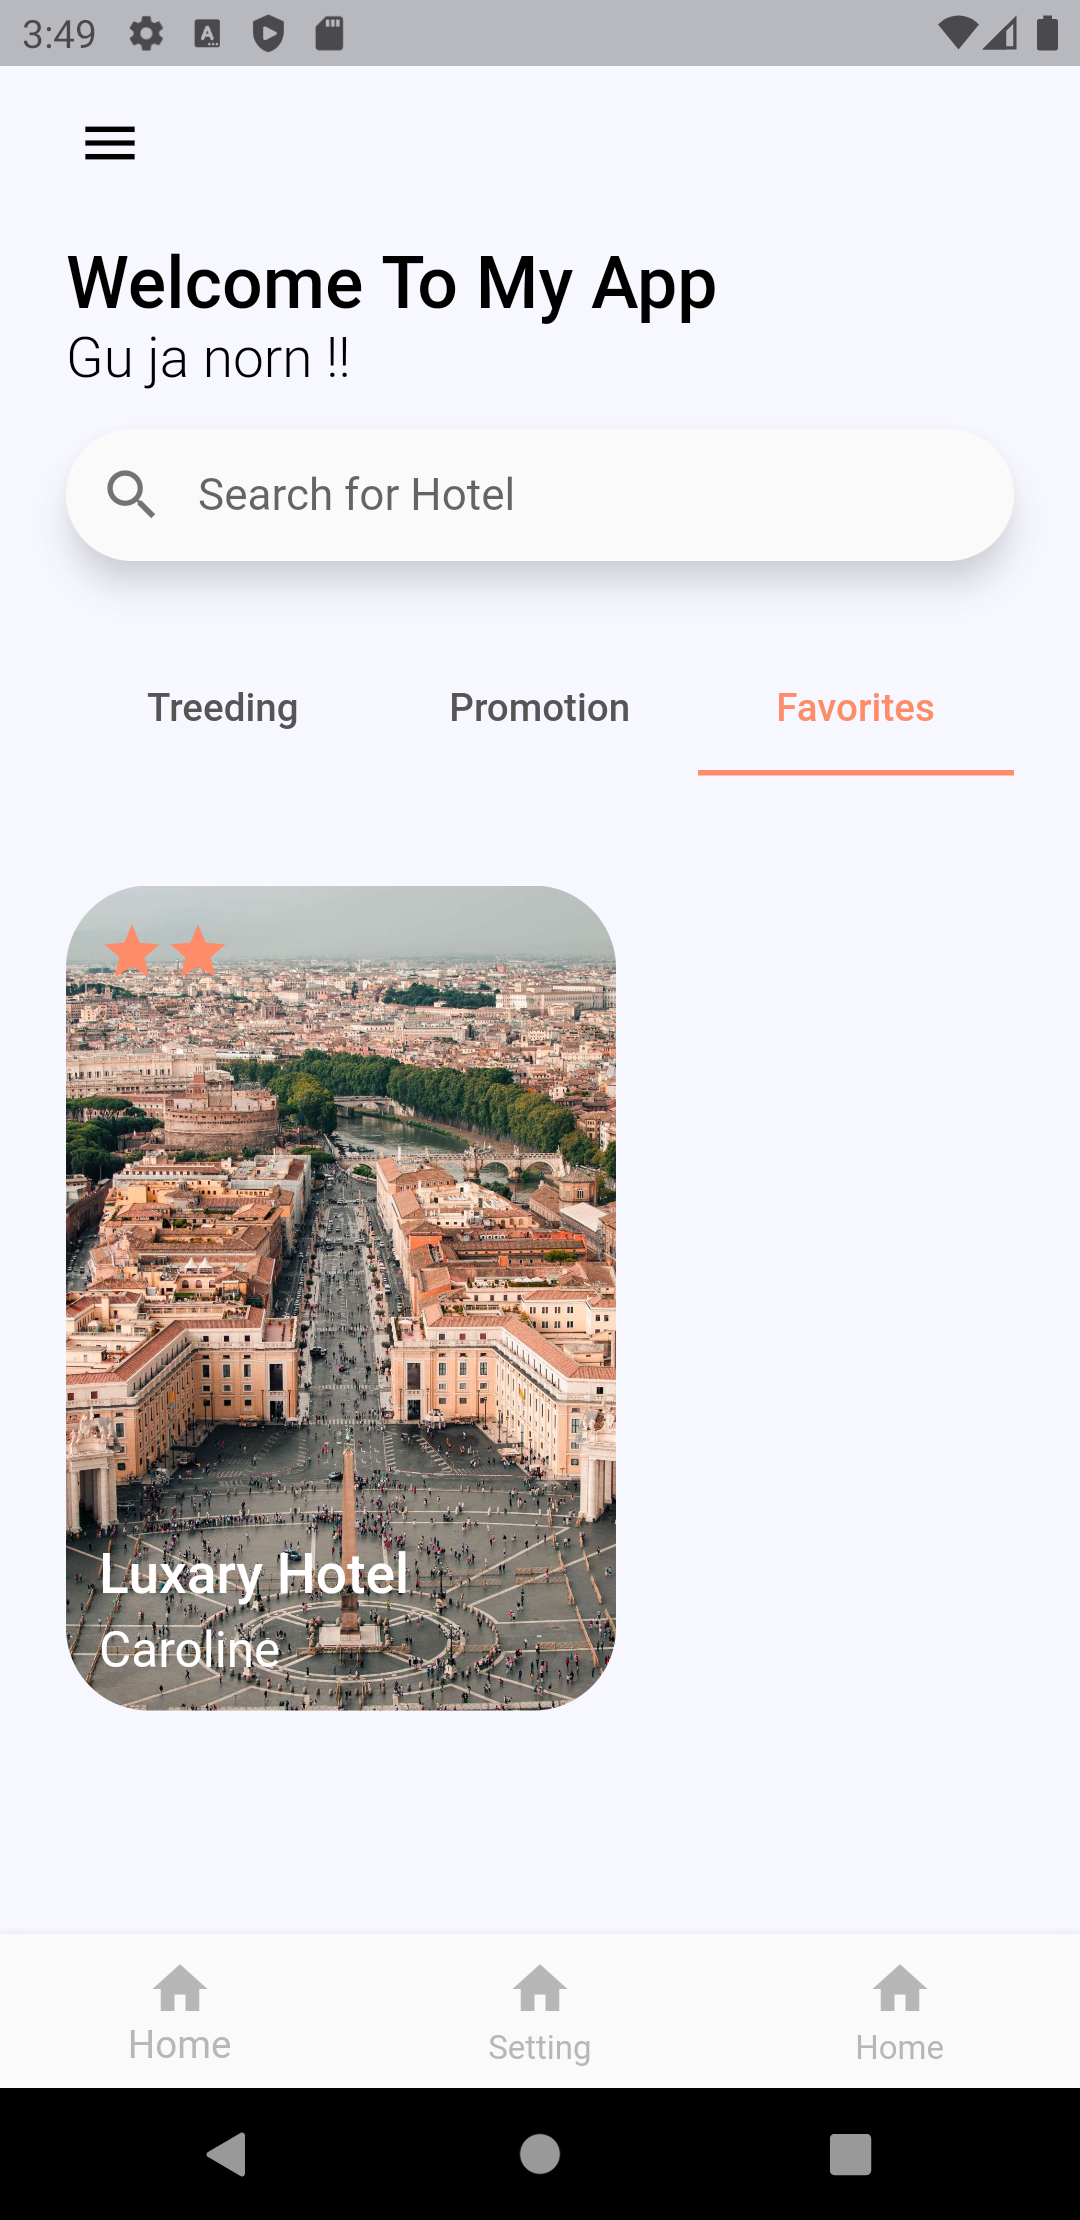 3:49
Welcome To My App
Gu ja norn !!
Search for Hotel
Treeding Promotion Favorites
Luxary Hotel
Caroline
Home Setting Home